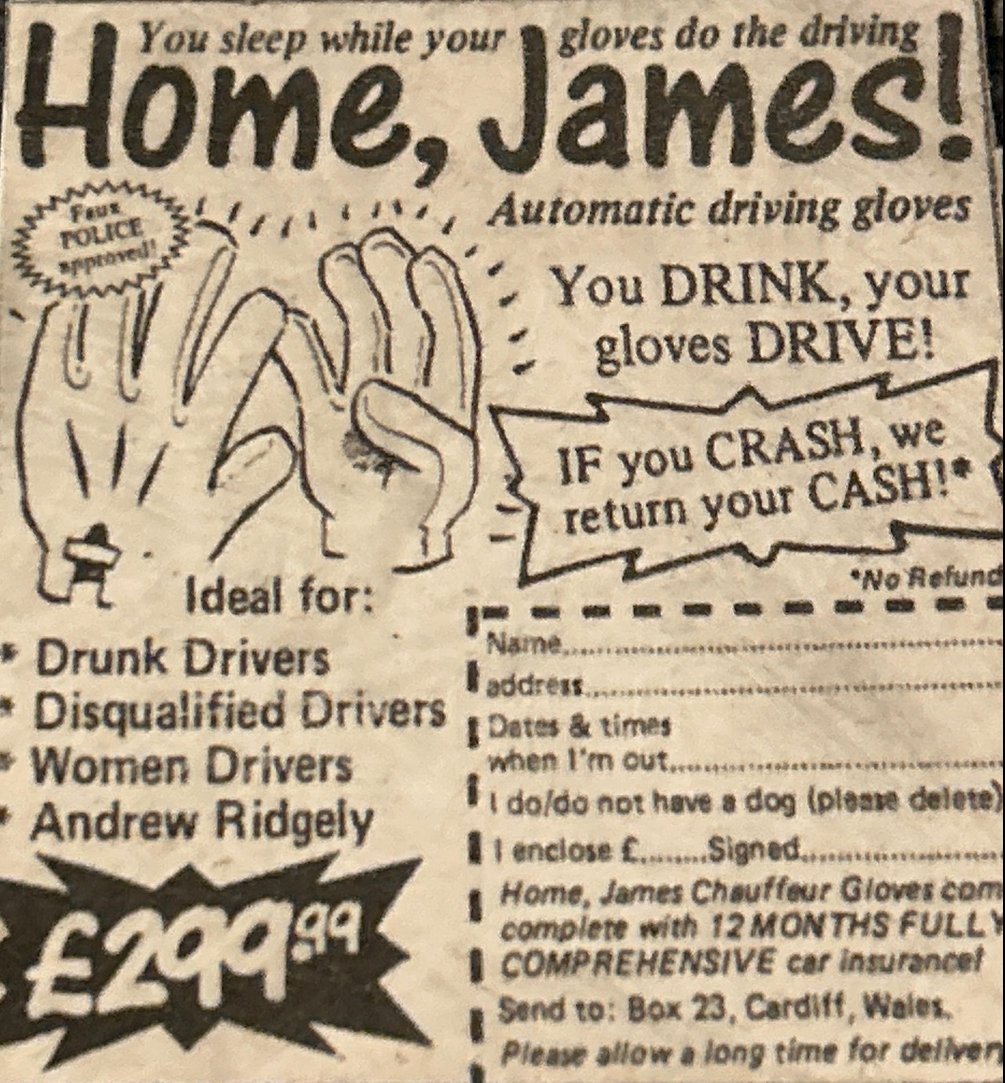 You sleep while your gloves do the driving
Home, James!
Faux
POLICE
approved!
Automatic driving gloves
You DRINK, your
gloves DRIVE!
IF you CRASH, we
return your CASH!*
*No Refund
Ideal for:
* Drunk Drivers
* Disqualified Drivers
* Women Drivers
* Andrew Ridgely
£299.99
Name
address
Dates & times
when I'm out
I do/do not have a dog (please delete)
I enclose £........Signed
Home, James Chauffeur Gloves com
complete with 12 MONTHS FULLY
COMPREHENSIVE car insurance!
Send to: Box 23, Cardiff, Wales.
Please allow a long time for deliver